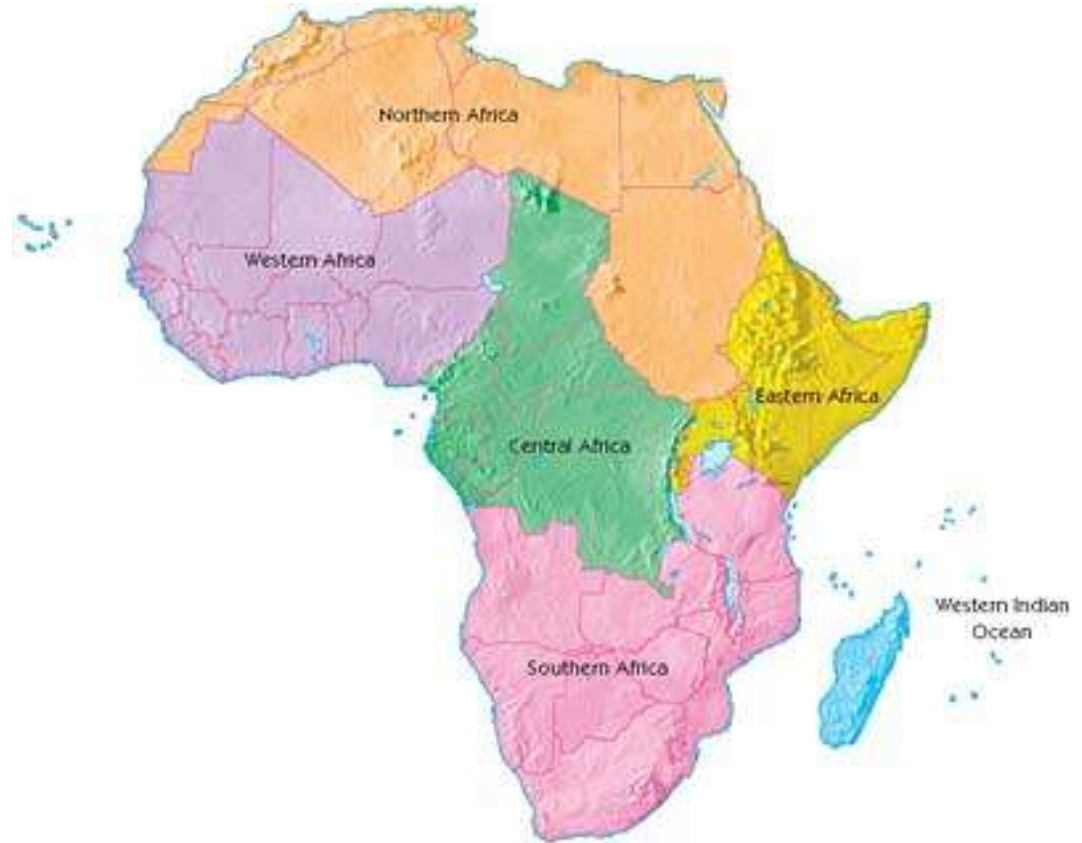 Northern Africa
Western Africa
Eastern Africa
Central Africa
Western Indian
Ocean
Southern Africa